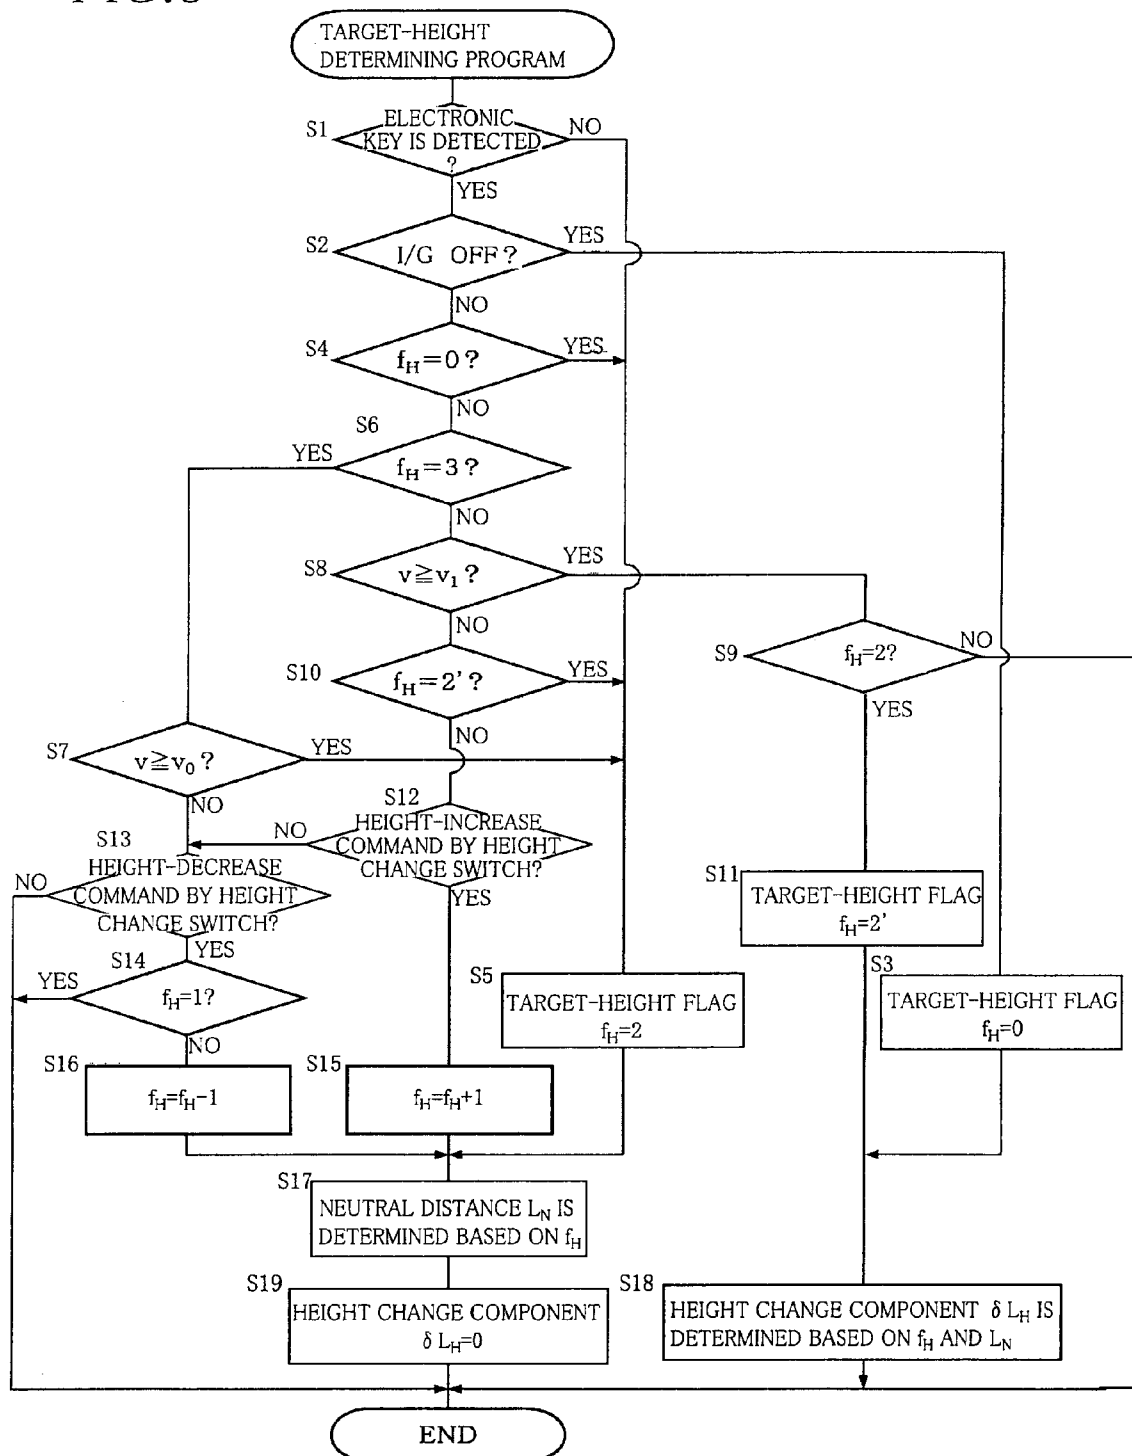 TARGET-HEIGHT
DETERMINING PROGRAM
S1
ELECTRONIC
KEY IS DETECTED
?
NO
YES
S2
I/G OFF?
YES
NO
S4
f_H=0?
YES
NO
S6
YES
f_H=3?
NO
S8
v≧v₁?
YES
NO
S9
f_H=2?
NO
YES
S10
f_H=2'?
YES
NO
S7
v≧v₀?
YES
NO
S12
HEIGHT-INCREASE
COMMAND BY HEIGHT
CHANGE SWITCH?
NO
YES
S13
HEIGHT-DECREASE
COMMAND BY HEIGHT
CHANGE SWITCH?
NO
YES
S11
TARGET-HEIGHT FLAG
f_H=2'
S14
YES
f_H=1?
NO
S5
TARGET-HEIGHT FLAG
f_H=2
S3
TARGET-HEIGHT FLAG
f_H=0
S16
f_H=f_H-1
S15
f_H=f_H+1
S17
NEUTRAL DISTANCE L_N IS
DETERMINED BASED ON f_H
S19
HEIGHT CHANGE COMPONENT
δ L_H=0
S18
HEIGHT CHANGE COMPONENT δ L_H IS
DETERMINED BASED ON f_H AND L_N
END